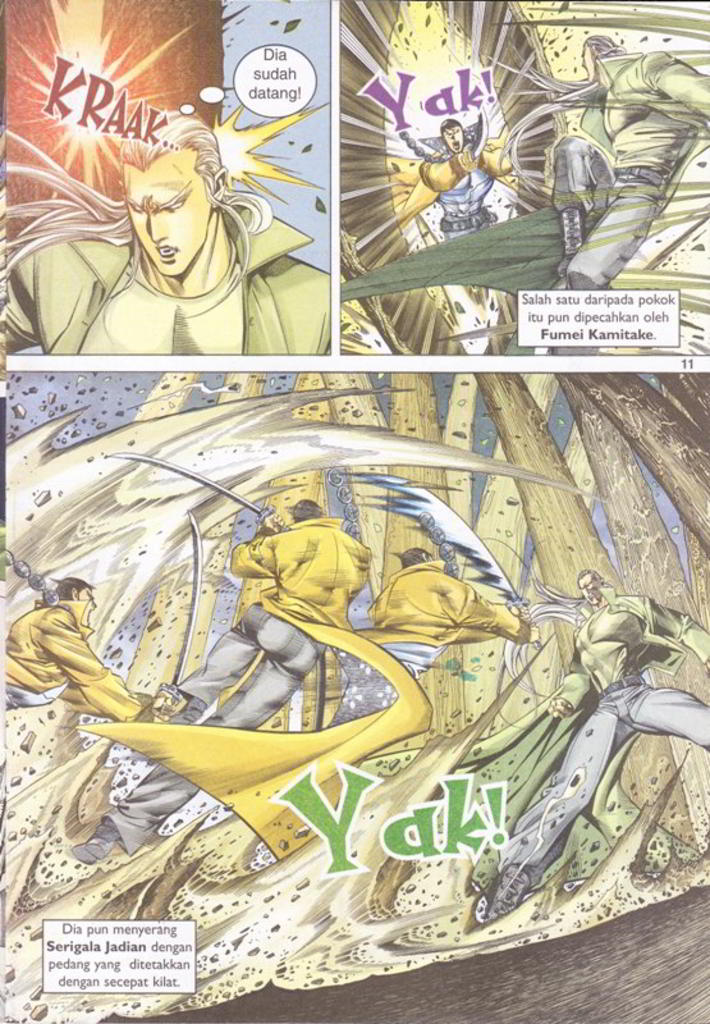 KRAAK...
Dia
sudah
datang!
Yak!
Salah satu daripada pokok
itu pun dipecahkan oleh
Fumei Kamitake.
11
Yak!
Dia pun menyerang
Serigala Jadian dengan
pedang yang ditetakkan
dengan secepat kilat.